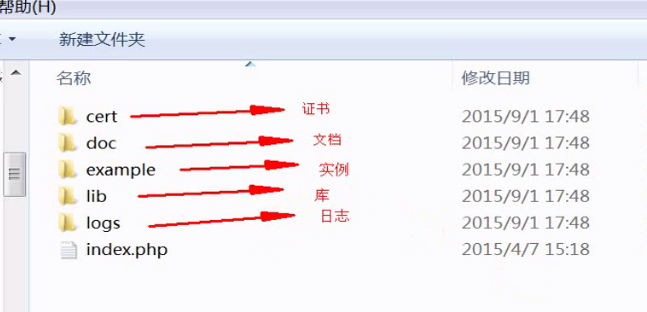 帮助(H)
新建文件夹
名称 修改日期
cert 证书 2015/9/1 17:48
doc 文档 2015/9/1 17:48
example 实例 2015/9/1 17:48
lib 库 2015/9/1 17:48
logs 日志 2015/9/1 17:48
index.php 2015/4/7 15:18